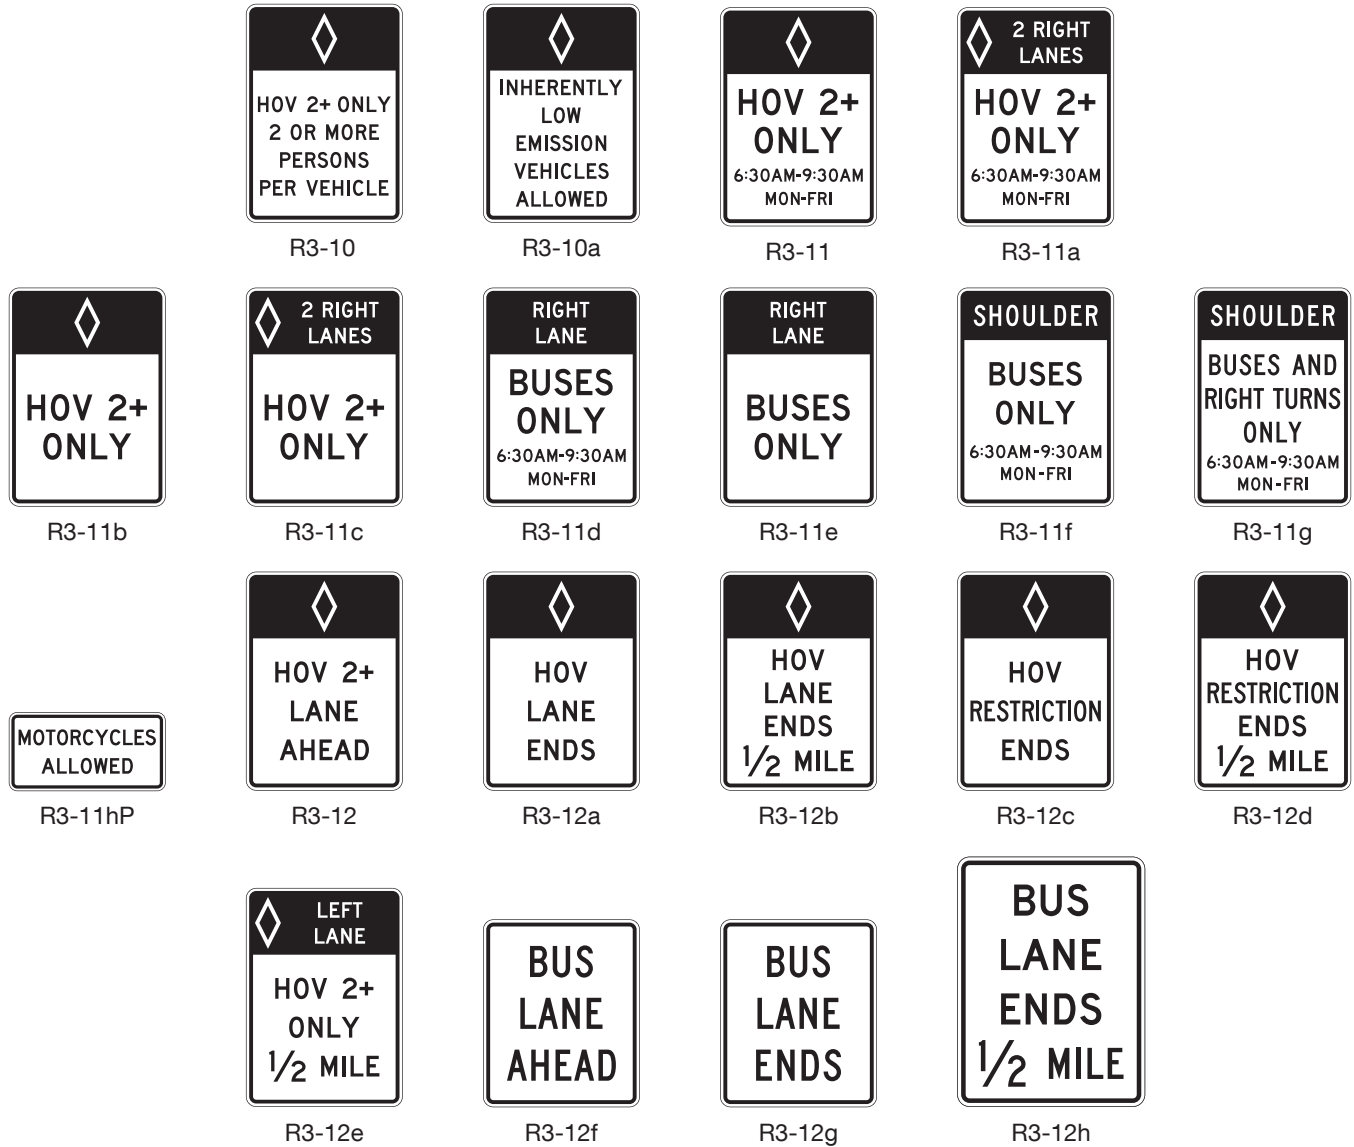 HOV 2+ ONLY
2 OR MORE
PERSONS
PER VEHICLE
R3-10
INHERENTLY
LOW
EMISSION
VEHICLES
ALLOWED
R3-10a
HOV 2+
ONLY
6:30AM-9:30AM
MON-FRI
R3-11
2 RIGHT
LANES
HOV 2+
ONLY
6:30AM-9:30AM
MON-FRI
R3-11a
HOV 2+
ONLY
R3-11b
2 RIGHT
LANES
HOV 2+
ONLY
R3-11c
RIGHT
LANE
BUSES
ONLY
6:30AM-9:30AM
MON-FRI
R3-11d
RIGHT
LANE
BUSES
ONLY
R3-11e
SHOULDER
BUSES
ONLY
6:30AM-9:30AM
MON-FRI
R3-11f
SHOULDER
BUSES AND
RIGHT TURNS
ONLY
6:30AM-9:30AM
MON-FRI
R3-11g
MOTORCYCLES
ALLOWED
R3-11hP
HOV 2+
LANE
AHEAD
R3-12
HOV
LANE
ENDS
R3-12a
HOV
LANE
ENDS
1/2 MILE
R3-12b
HOV
RESTRICTION
ENDS
R3-12c
HOV
RESTRICTION
ENDS
1/2 MILE
R3-12d
LEFT
LANE
HOV 2+
ONLY
1/2 MILE
R3-12e
BUS
LANE
AHEAD
R3-12f
BUS
LANE
ENDS
R3-12g
BUS
LANE
ENDS
1/2 MILE
R3-12h